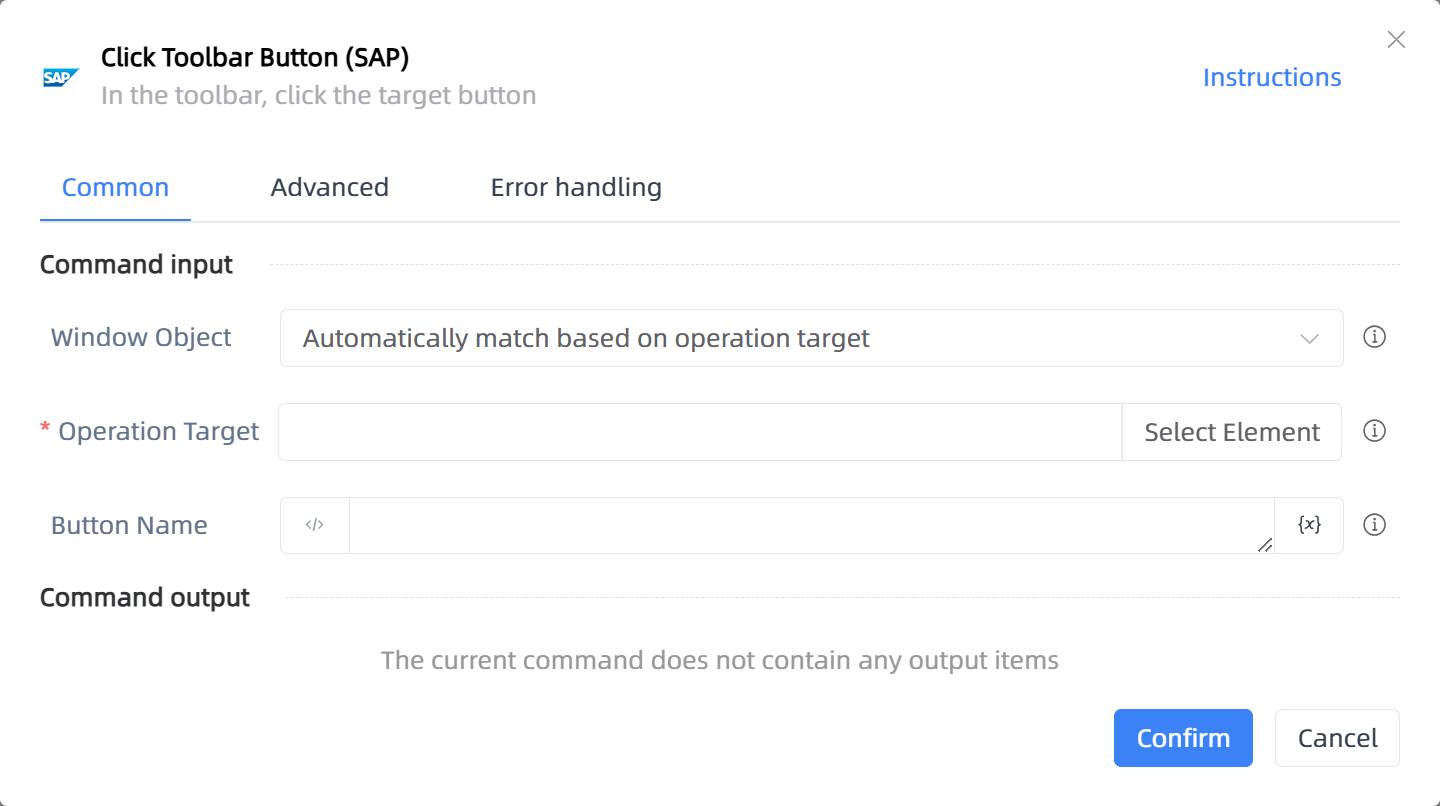 SAP
Click Toolbar Button (SAP)
In the toolbar, click the target button
Instructions
Common Advanced Error handling
Command input
Window Object Automatically match based on operation target
* Operation Target Select Element
Button Name </> {x}
Command output
The current command does not contain any output items
Confirm Cancel